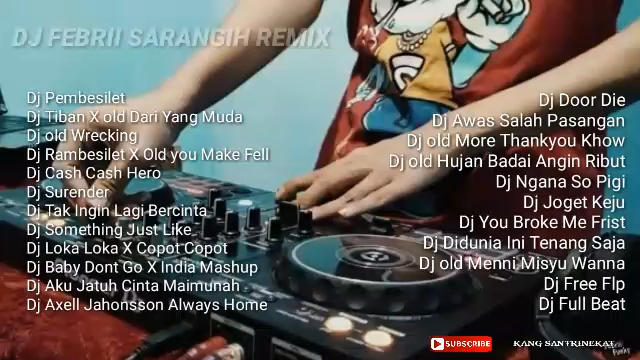 DJ FEBRII SARANGIH REMIX
Dj Pembesilet
Dj Tiban X old Dari Yang Muda
Dj old Wrecking
Dj Rambesilet X Old you Make Fell
Dj Cash Cash Hero
Dj Surender
Dj Tak Ingin Lagi Bercinta
Dj Something Just Like
Dj Loka Loka X Copot Copot
Dj Baby Dont Go X India Mashup
Dj Aku Jatuh Cinta Maimunah
Dj Axell Jahonsson Always Home
Dj Door Die
Dj Awas Salah Pasangan
Dj old More Thankyou Khow
Dj old Hujan Badai Angin Ribut
Dj Ngana So Pigi
Dj Joget Keju
Dj You Broke Me Frist
Dj Didunia Ini Tenang Saja
Dj old Menni Misyu Wanna
Dj Free Flp
Dj Full Beat
SUBSCRIBE
KANG SANTRINEKAT